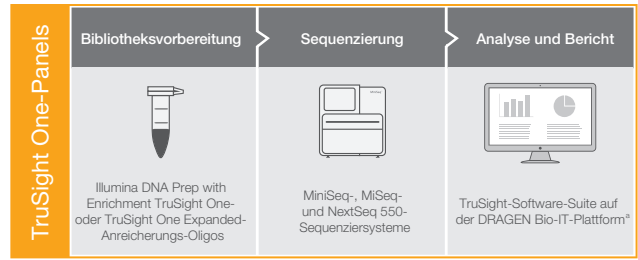 TruSight One-Panels
Bibliotheksvorbereitung
Sequenzierung
Analyse und Bericht
Illumina DNA Prep with
Enrichment TruSight One-
oder TruSight One Expanded-
Anreicherungs-Oligos
MiniSeq-, MiSeq-
und NextSeq 550-
Sequenziersysteme
TruSight-Software-Suite auf
der DRAGEN Bio-IT-Plattformᵃ